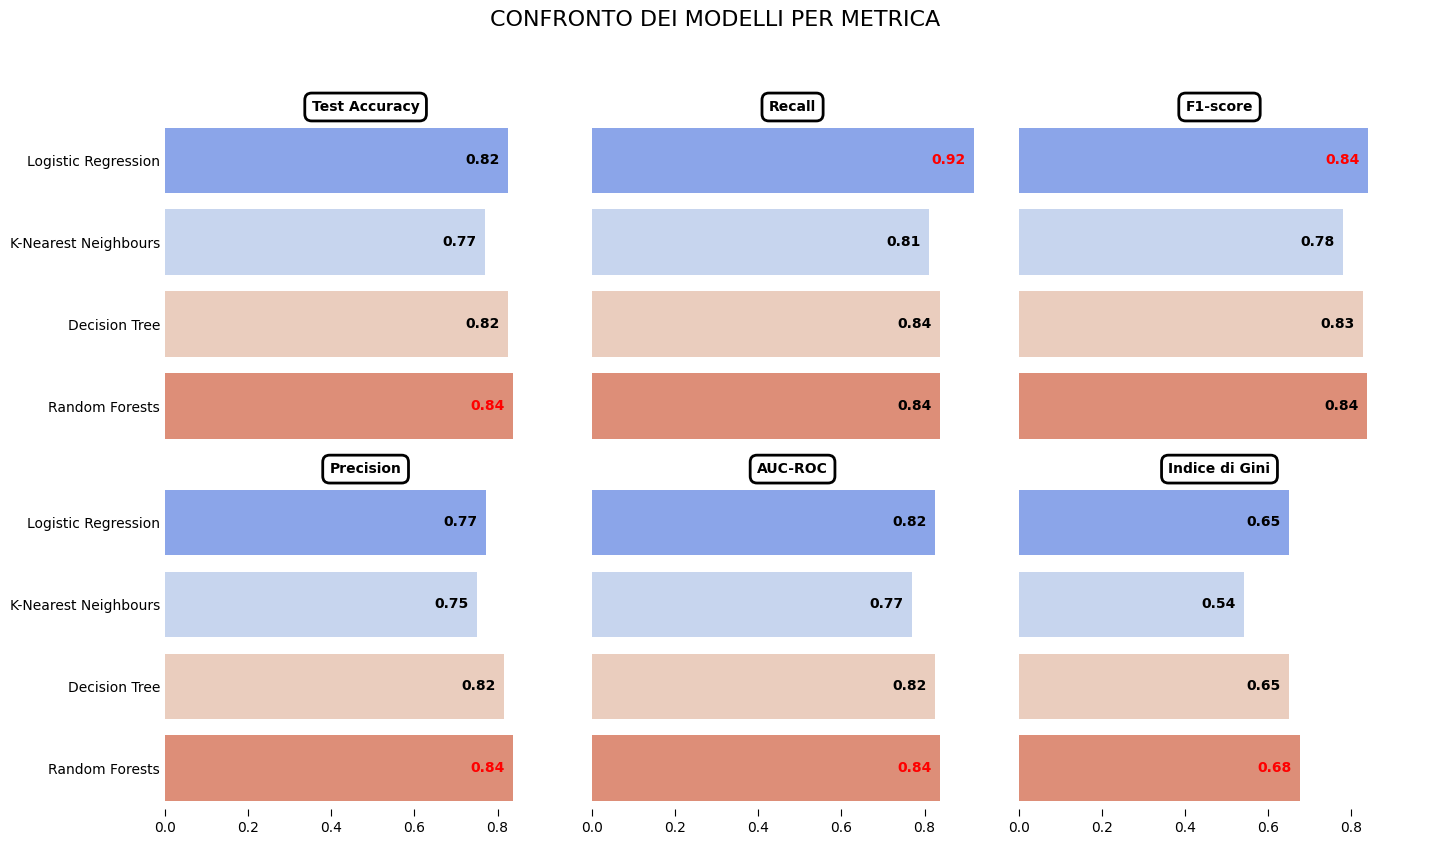 CONFRONTO DEI MODELLI PER METRICA
Test Accuracy
Logistic Regression
0.82
K-Nearest Neighbours
0.77
Decision Tree
0.82
Random Forests
0.84
Recall
0.92
0.81
0.84
0.84
F1-score
0.84
0.78
0.83
0.84
Precision
Logistic Regression
0.77
K-Nearest Neighbours
0.75
Decision Tree
0.82
Random Forests
0.84
0.0 0.2 0.4 0.6 0.8
AUC-ROC
0.82
0.77
0.82
0.84
0.0 0.2 0.4 0.6 0.8
Indice di Gini
0.65
0.54
0.65
0.68
0.0 0.2 0.4 0.6 0.8